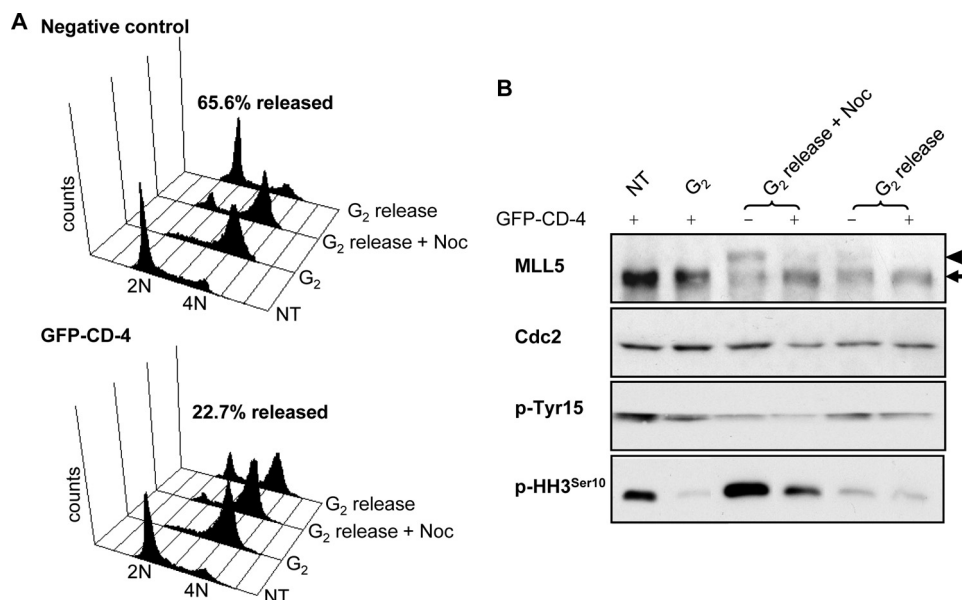 A
Negative control
65.6% released
counts
G₂ release
G₂ release + Noc
G₂
NT
2N
4N
GFP-CD-4
22.7% released
counts
G₂ release
G₂ release + Noc
G₂
NT
2N
4N
B
NT
G₂
G₂ release + Noc
G₂ release
GFP-CD-4 + + − + − +
MLL5
Cdc2
p-Tyr15
p-HH3Ser10